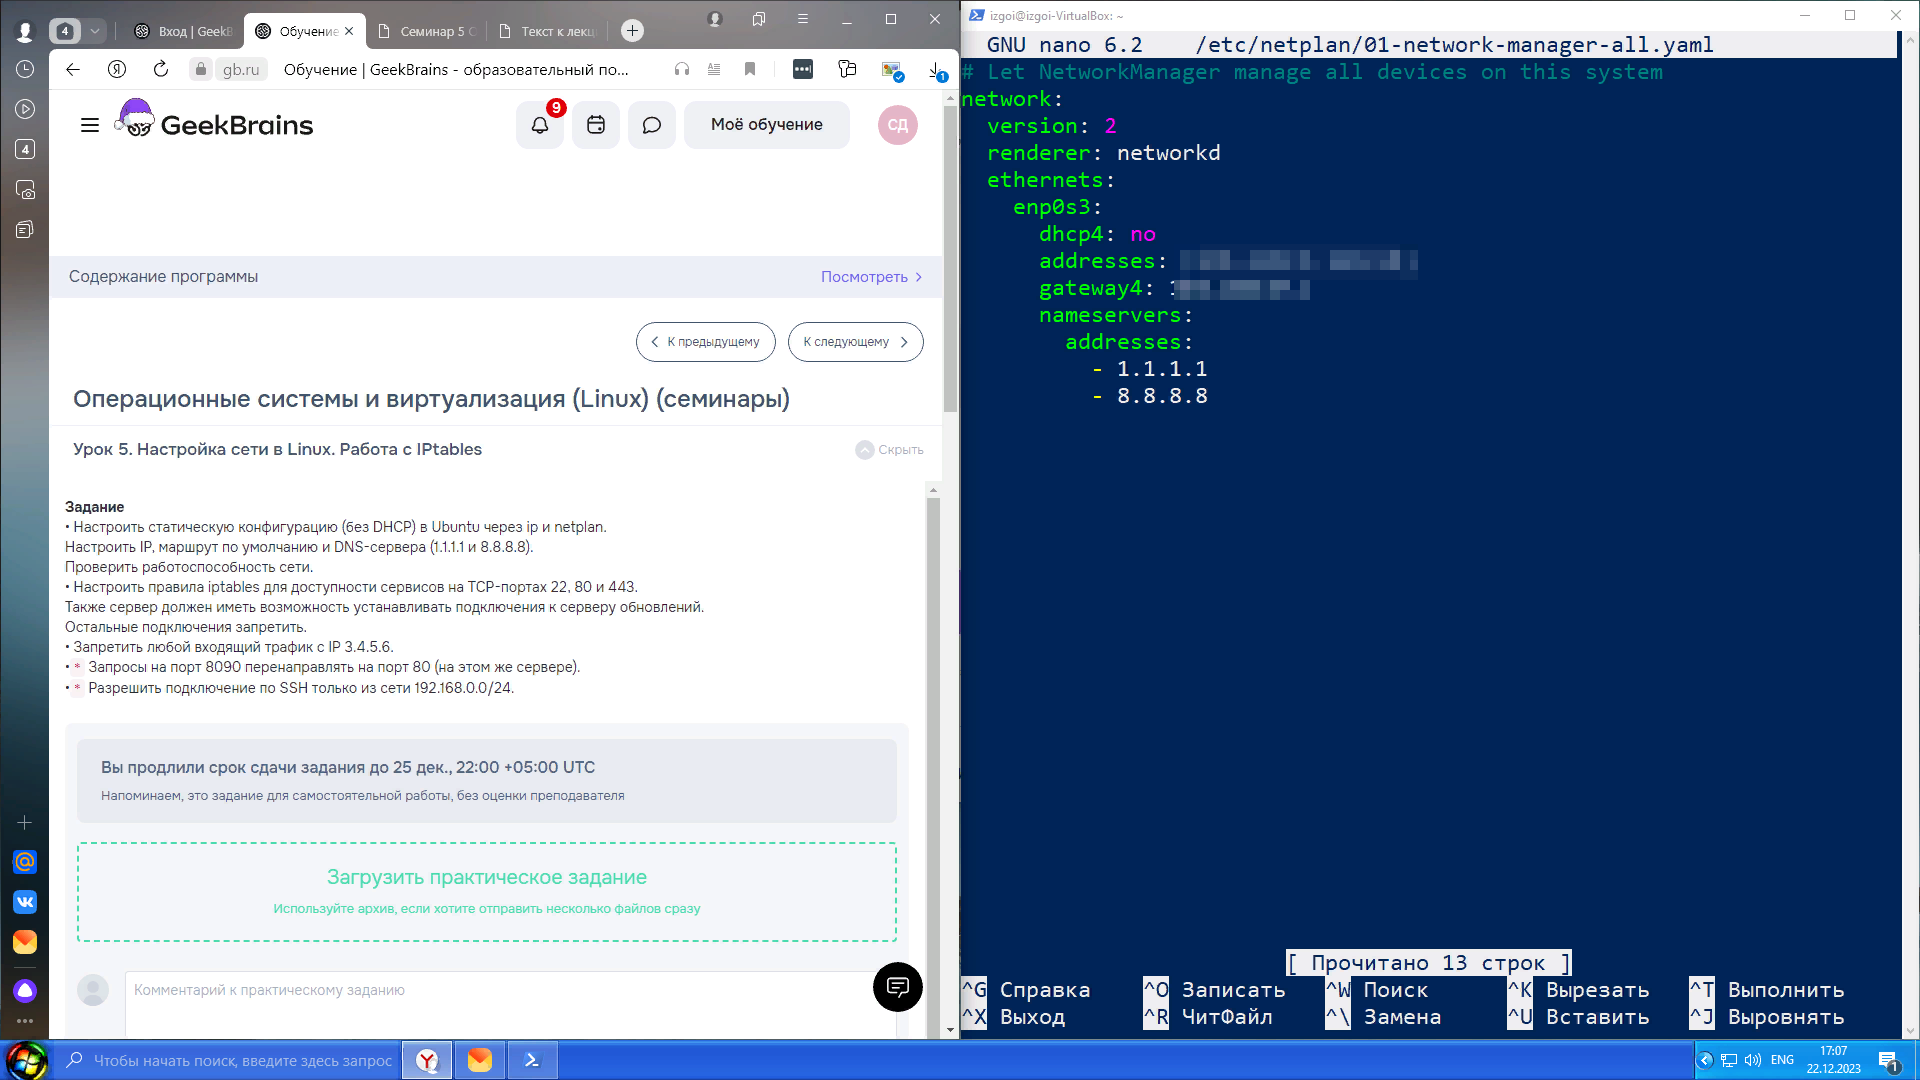 4
Вход | GeekB
Обучение
Семинар 5 С
Текст к лекц
gb.ru
Обучение | GeekBrains - образовательный по...
1
4
GeekBrains
9
Моё обучение
СД
Содержание программы
Посмотреть
К предыдущему
К следующему
Операционные системы и виртуализация (Linux) (семинары)
Урок 5. Настройка сети в Linux. Работа с IPtables
Скрыть
Задание
• Настроить статическую конфигурацию (без DHCP) в Ubuntu через ip и netplan.
Настроить IP, маршрут по умолчанию и DNS-сервера (1.1.1.1 и 8.8.8.8).
Проверить работоспособность сети.
• Настроить правила iptables для доступности сервисов на TCP-портах 22, 80 и 443.
Также сервер должен иметь возможность устанавливать подключения к серверу обновлений.
Остальные подключения запретить.
• Запретить любой входящий трафик с IP 3.4.5.6.
• * Запросы на порт 8090 перенаправлять на порт 80 (на этом же сервере).
• * Разрешить подключение по SSH только из сети 192.168.0.0/24.
Вы продлили срок сдачи задания до 25 дек., 22:00 +05:00 UTC
Напоминаем, это задание для самостоятельной работы, без оценки преподавателя
Загрузить практическое задание
Используйте архив, если хотите отправить несколько файлов сразу
Комментарий к практическому заданию
izgoi@izgoi-VirtualBox: ~
GNU nano 6.2 /etc/netplan/01-network-manager-all.yaml
# Let NetworkManager manage all devices on this system
network:
version: 2
renderer: networkd
ethernets:
enp0s3:
dhcp4: no
addresses:
gateway4:
nameservers:
addresses:
- 1.1.1.1
- 8.8.8.8
[ Прочитано 13 строк ]
^G Справка ^O Записать ^W Поиск ^K Вырезать ^T Выполнить
^X Выход ^R ЧитФайл ^\ Замена ^U Вставить ^J Выровнять
Чтобы начать поиск, введите здесь запрос
ENG
17:07
22.12.2023
1